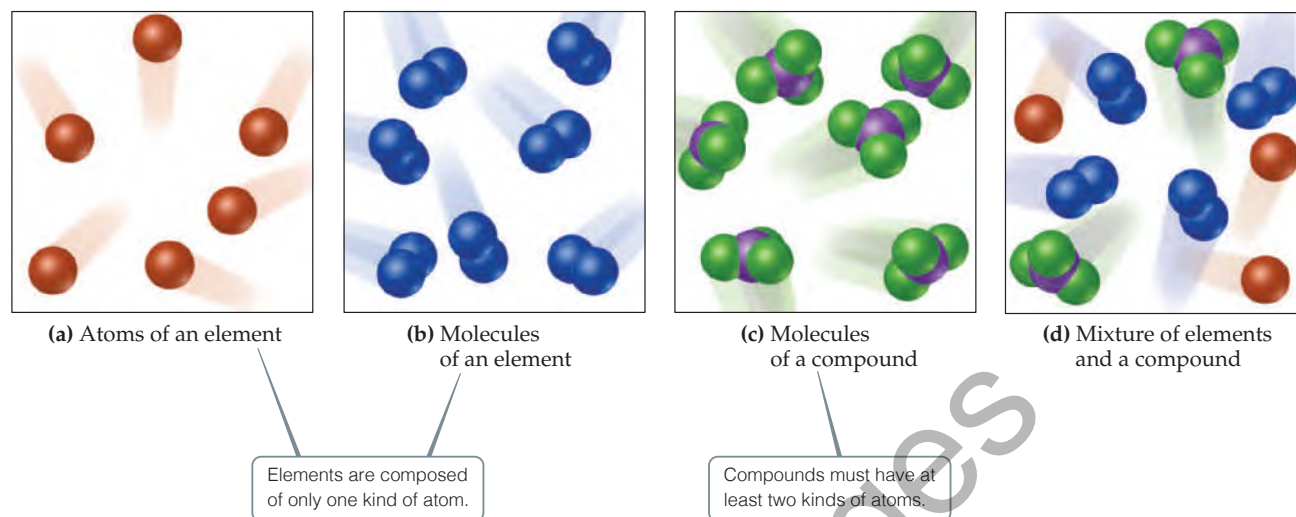 (a) Atoms of an element
(b) Molecules
of an element
(c) Molecules
of a compound
(d) Mixture of elements
and a compound
Elements are composed
of only one kind of atom.
Compounds must have at
least two kinds of atoms.
ges